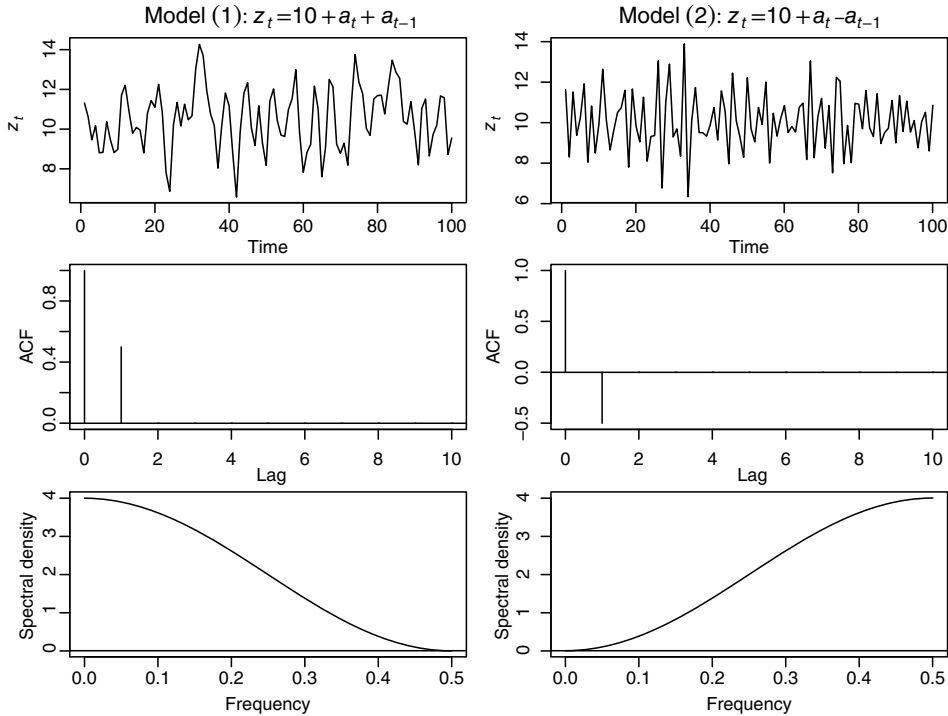 Model (1): z_t = 10 + a_t + a_{t−1}
14
12
10
8
z_t
0 20 40 60 80 100
Time
Model (2): z_t = 10 + a_t − a_{t−1}
14
12
10
8
6
z_t
0 20 40 60 80 100
Time
0.8
0.4
0.0
ACF
0 2 4 6 8 10
Lag
1.0
0.5
0.0
−0.5
ACF
0 2 4 6 8 10
Lag
4
3
2
1
0
Spectral density
0.0 0.1 0.2 0.3 0.4 0.5
Frequency
4
3
2
1
0
Spectral density
0.0 0.1 0.2 0.3 0.4 0.5
Frequency